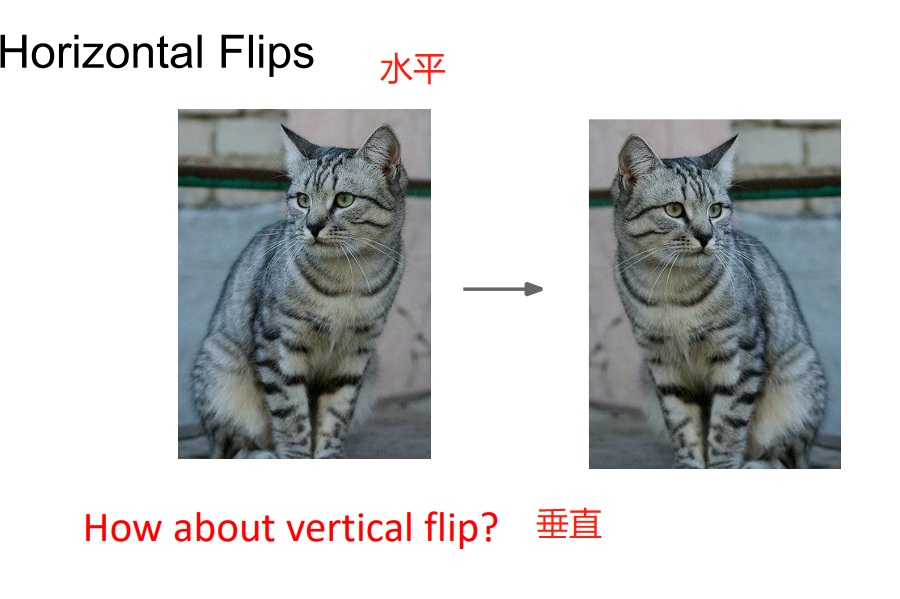 Horizontal Flips
水平
How about vertical flip?
垂直